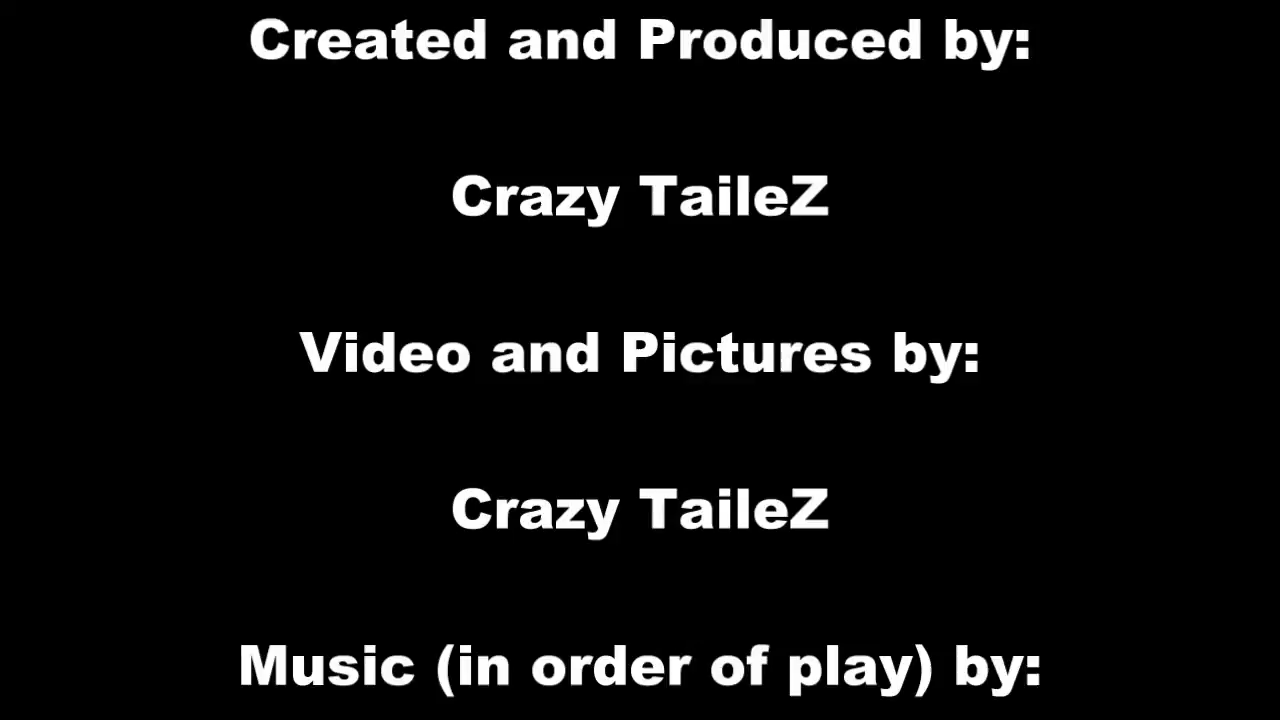 Created and Produced by:
Crazy TaileZ
Video and Pictures by:
Crazy TaileZ
Music (in order of play) by: